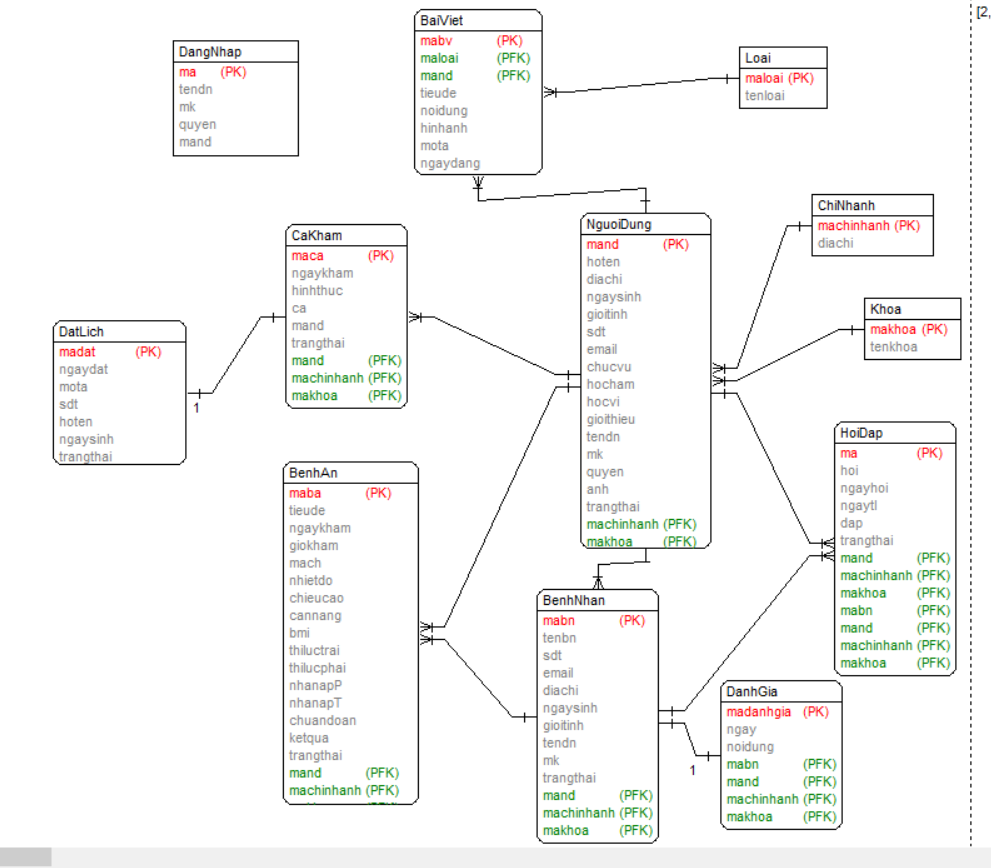 [2,
DangNhap
ma (PK)
tendn
mk
quyen
mand
BaiViet
mabv (PK)
maloai (PFK)
mand (PFK)
tieude
noidung
hinhanh
mota
ngaydang
Loai
maloai (PK)
tenloai
ChiNhanh
machinhanh (PK)
diachi
Khoa
makhoa (PK)
tenkhoa
CaKham
maca (PK)
ngaykham
hinhthuc
ca
mand
trangthai
mand (PFK)
machinhanh (PFK)
makhoa (PFK)
NguoiDung
mand (PK)
hoten
diachi
ngaysinh
gioitinh
sdt
email
chucvu
hocham
hocvi
gioithieu
tendn
mk
quyen
anh
trangthai
machinhanh (PFK)
makhoa (PFK)
DatLich
madat (PK)
ngaydat
mota
sdt
hoten
ngaysinh
trangthai
1
BenhAn
maba (PK)
tieude
ngaykham
giokham
mach
nhietdo
chieucao
cannang
bmi
thiluctrai
thilucphai
nhanapP
nhanapT
chuandoan
ketqua
trangthai
mand (PFK)
machinhanh (PFK)
HoiDap
ma (PK)
hoi
ngayhoi
ngaytl
dap
trangthai
mand (PFK)
machinhanh (PFK)
makhoa (PFK)
mabn (PFK)
mand (PFK)
machinhanh (PFK)
makhoa (PFK)
BenhNhan
mabn (PK)
tenbn
sdt
email
diachi
ngaysinh
gioitinh
tendn
mk
trangthai
mand (PFK)
machinhanh (PFK)
makhoa (PFK)
DanhGia
madanhgia (PK)
ngay
noidung
mabn (PFK)
mand (PFK)
machinhanh (PFK)
makhoa (PFK)
1